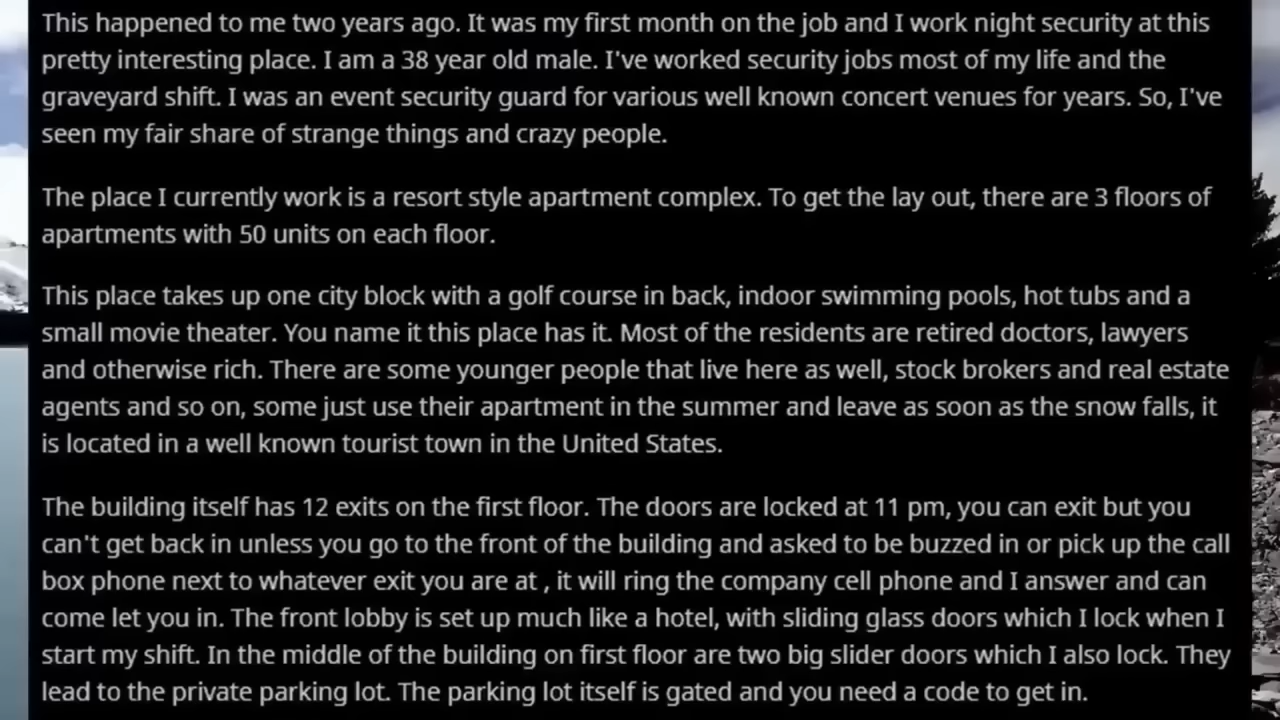 This happened to me two years ago. It was my first month on the job and I work night security at this
pretty interesting place. I am a 38 year old male. I've worked security jobs most of my life and the
graveyard shift. I was an event security guard for various well known concert venues for years. So, I've
seen my fair share of strange things and crazy people.
The place I currently work is a resort style apartment complex. To get the lay out, there are 3 floors of
apartments with 50 units on each floor.
This place takes up one city block with a golf course in back, indoor swimming pools, hot tubs and a
small movie theater. You name it this place has it. Most of the residents are retired doctors, lawyers
and otherwise rich. There are some younger people that live here as well, stock brokers and real estate
agents and so on, some just use their apartment in the summer and leave as soon as the snow falls, it
is located in a well known tourist town in the United States.
The building itself has 12 exits on the first floor. The doors are locked at 11 pm, you can exit but you
can't get back in unless you go to the front of the building and asked to be buzzed in or pick up the call
box phone next to whatever exit you are at , it will ring the company cell phone and I answer and can
come let you in. The front lobby is set up much like a hotel, with sliding glass doors which I lock when I
start my shift. In the middle of the building on first floor are two big slider doors which I also lock. They
lead to the private parking lot. The parking lot itself is gated and you need a code to get in.